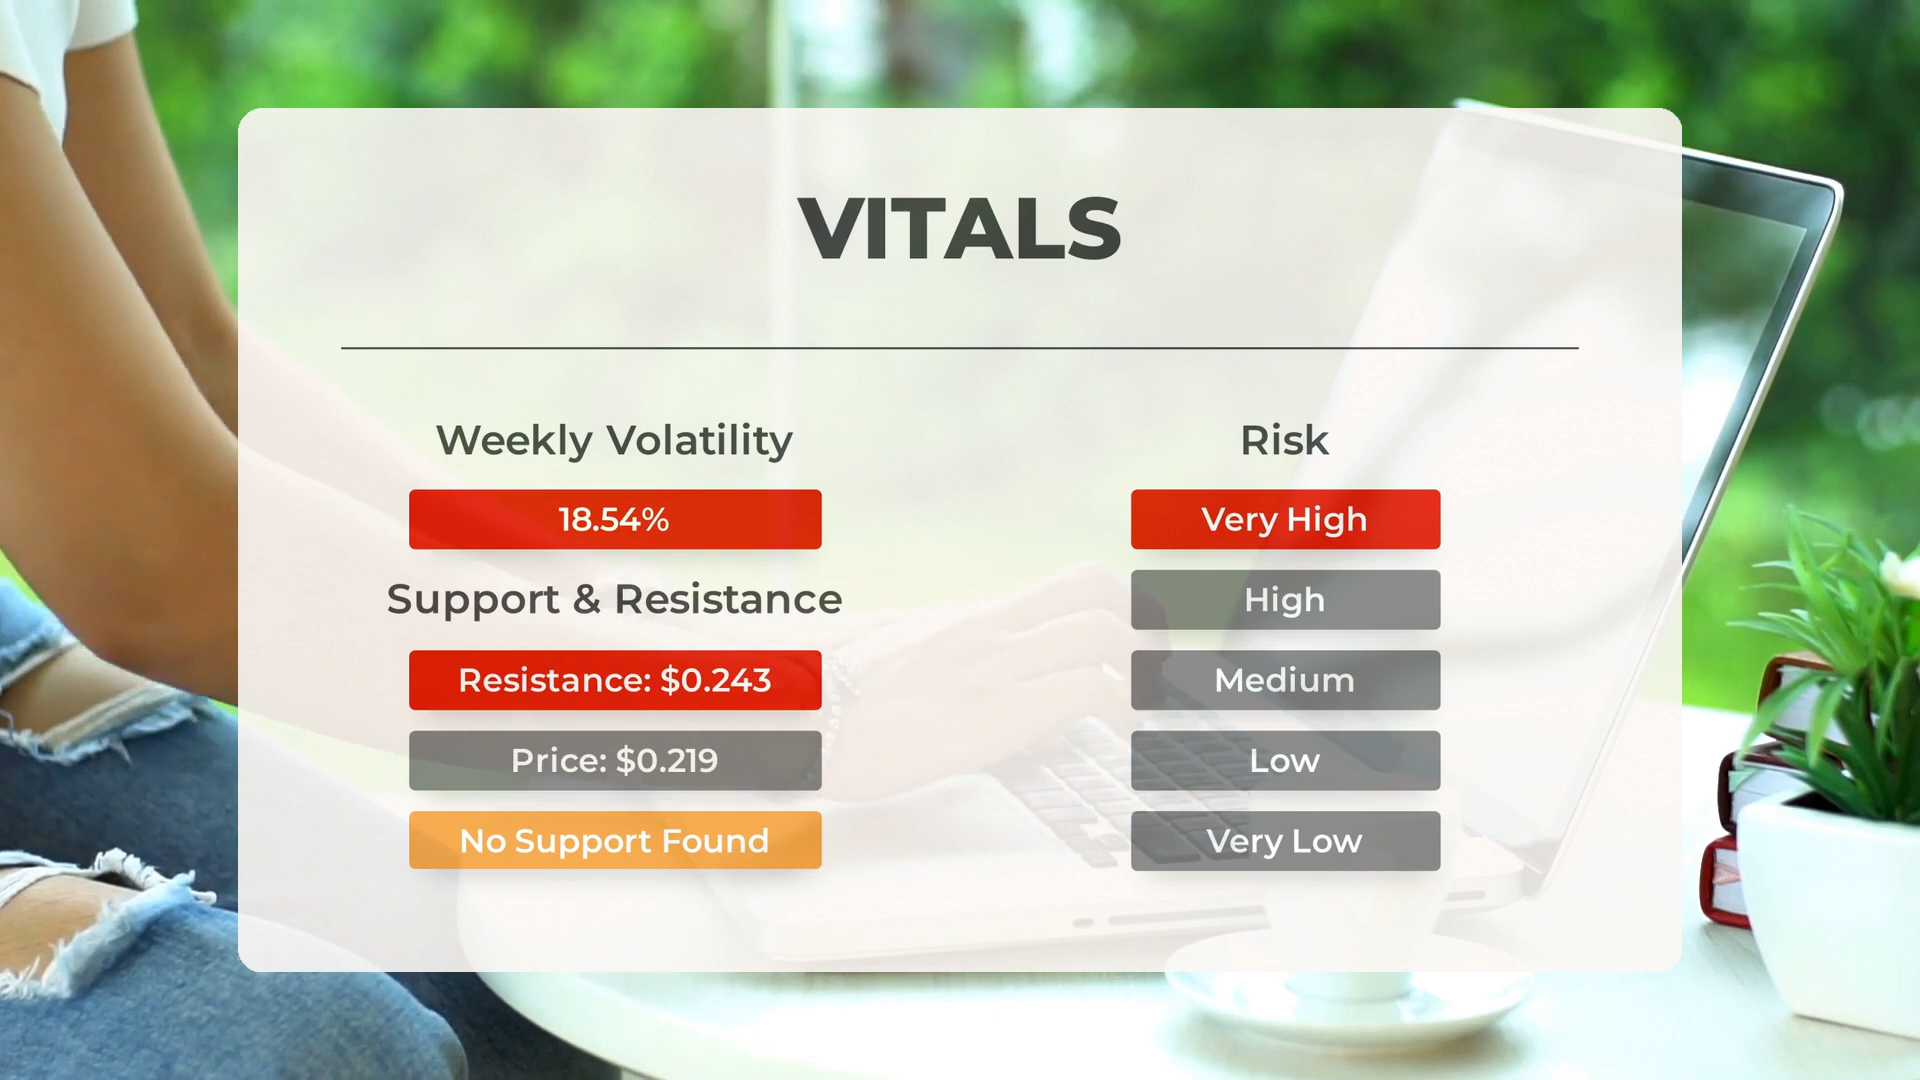 VITALS
Weekly Volatility
18.54%
Support & Resistance
Resistance: $0.243
Price: $0.219
No Support Found
Risk
Very High
High
Medium
Low
Very Low